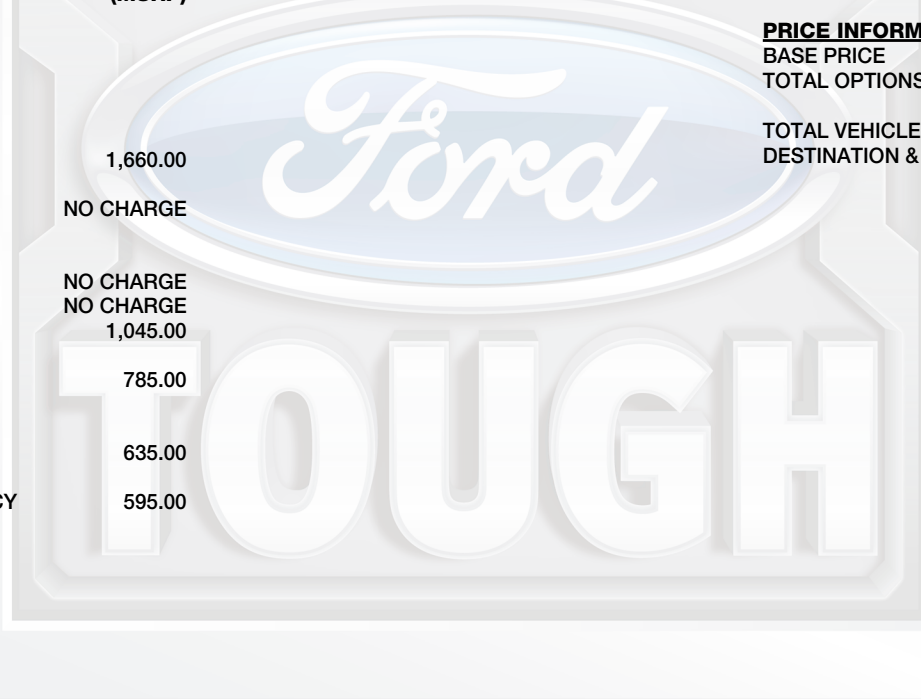 (MSRP)
1,660.00
NO CHARGE
NO CHARGE
NO CHARGE
1,045.00
785.00
635.00
CY 595.00
PRICE INFORM
BASE PRICE
TOTAL OPTIONS
TOTAL VEHICLE
DESTINATION &
Ford
TOUGH